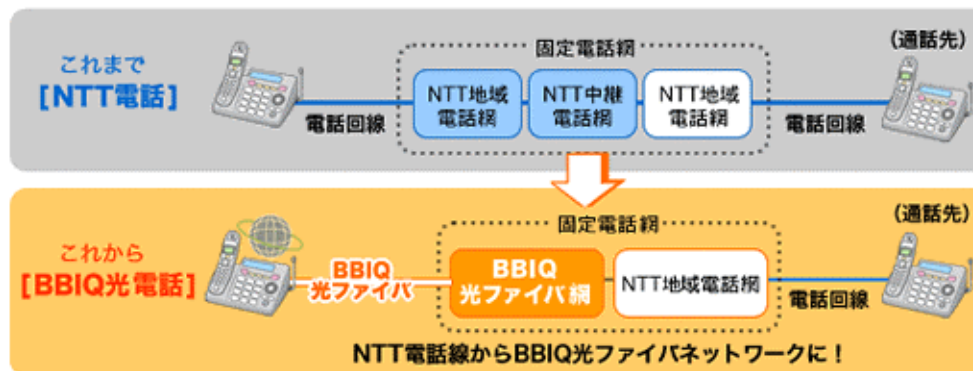 これまで
[NTT電話]
電話回線
固定電話網
NTT地域
電話網
NTT中継
電話網
NTT地域
電話網
電話回線
(通話先)
これから
[BBIQ光電話]
BBIQ
光ファイバ
固定電話網
BBIQ
光ファイバ網
NTT地域電話網
電話回線
(通話先)
NTT電話線からBBIQ光ファイバネットワークに!